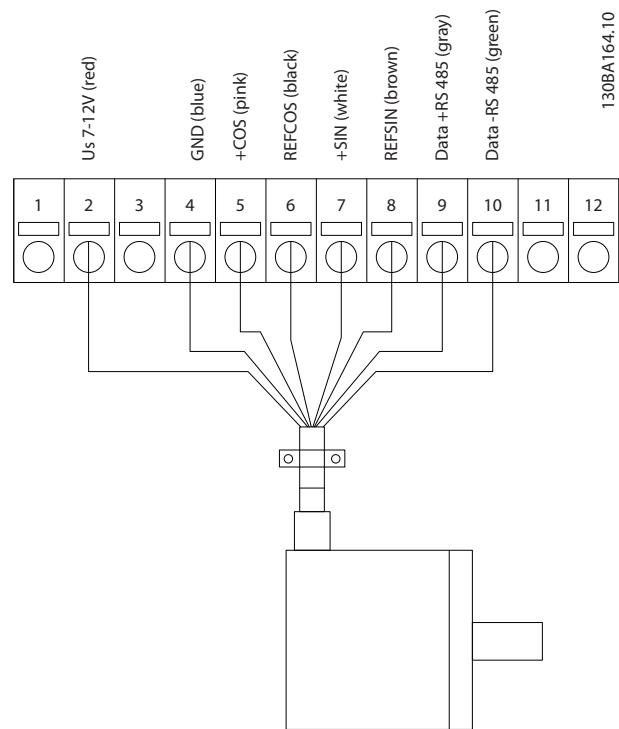 Us 7-12V (red)
GND (blue)
+COS (pink)
REFCOS (black)
+SIN (white)
REFSIN (brown)
Data +RS 485 (gray)
Data -RS 485 (green)
130BA164.10
1 2 3 4 5 6 7 8 9 10 11 12